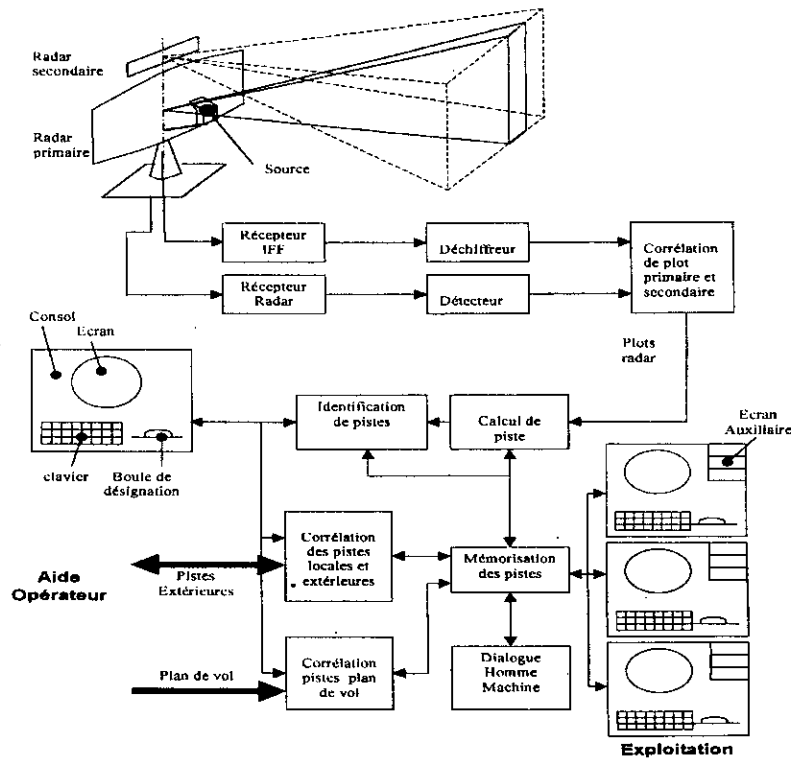 Radar
secondaire
Radar
primaire
Source
Récepteur
IFF
Déchiffreur
Corrélation
de plot
primaire et
secondaire
Récepteur
Radar
Détecteur
Plots
radar
Consol
Ecran
clavier
Boule de
désignation
Identification
de pistes
Calcul de
piste
Ecran
Auxiliaire
Corrélation
des pistes
locales et
extérieures
Mémorisation
des pistes
Aide
Opérateur
Pistes
Extérieures
Plan de vol
Corrélation
pistes plan
de vol
Dialogue
Homme
Machine
Exploitation